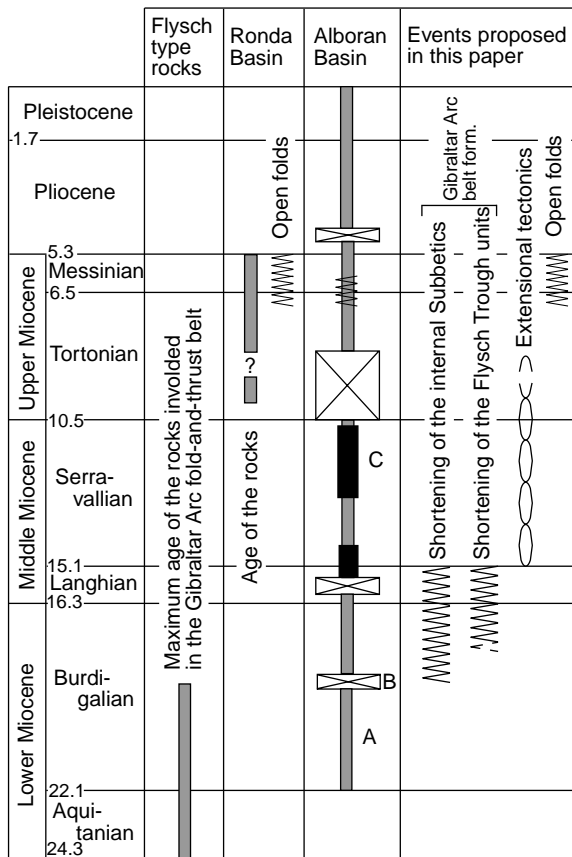 Flysch
type
rocks
Ronda
Basin
Alboran
Basin
Events proposed
in this paper
Pleistocene
1.7
Pliocene
5.3
Upper Miocene
Messinian
6.5
Tortonian
10.5
Middle Miocene
Serra-
vallian
15.1
Langhian
16.3
Lower Miocene
Burdi-
galian
22.1
Aqui-
tanian
24.3
Maximum age of the rocks involded
in the Gibraltar Arc fold-and-thrust belt
Open folds
?
Age of the rocks
C
B
A
Gibraltar Arc
belt form.
Shortening of the internal Subbetics
Shortening of the Flysch Trough units
Extensional tectonics
Open folds